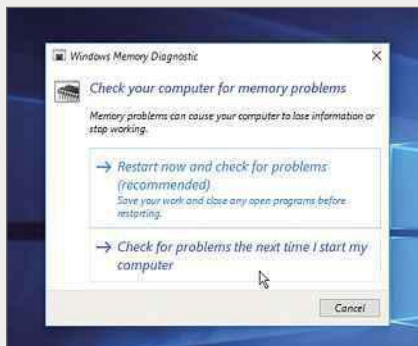 Windows Memory Diagnostic
Check your computer for memory problems
Memory problems can cause your computer to lose information or
stop working.
→ Restart now and check for problems
(recommended)
Save your work and close any open programs before
restarting.
→ Check for problems the next time I start my
computer
Cancel